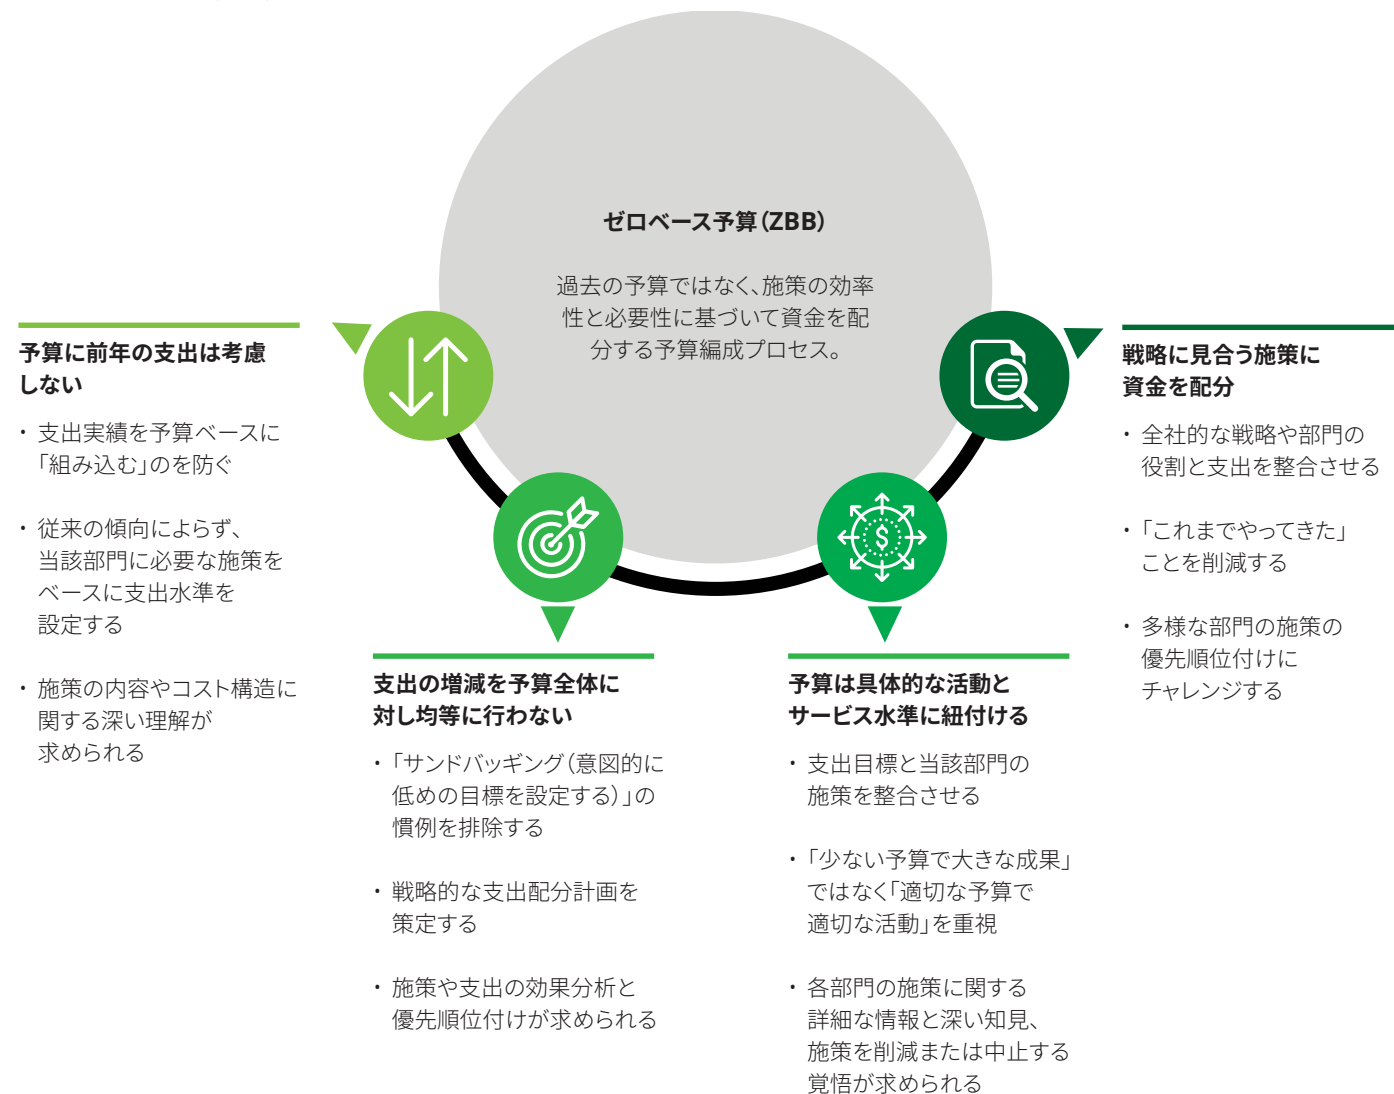 ゼロベース予算(ZBB)
過去の予算ではなく、施策の効率
性と必要性に基づいて資金を配
分する予算編成プロセス。
予算に前年の支出は考慮
しない
・ 支出実績を予算ベースに
「組み込む」のを防ぐ
・ 従来の傾向によらず、
当該部門に必要な施策を
ベースに支出水準を
設定する
・ 施策の内容やコスト構造に
関する深い理解が
求められる
支出の増減を予算全体に
対し均等に行わない
・ 「サンドバッギング(意図的に
低めの目標を設定する)」の
慣例を排除する
・ 戦略的な支出配分計画を
策定する
・ 施策や支出の効果分析と
優先順位付けが求められる
$
予算は具体的な活動と
サービス水準に紐付ける
・ 支出目標と当該部門の
施策を整合させる
・ 「少ない予算で大きな成果」
ではなく「適切な予算で
適切な活動」を重視
・ 各部門の施策に関する
詳細な情報と深い知見、
施策を削減または中止する
覚悟が求められる
戦略に見合う施策に
資金を配分
・ 全社的な戦略や部門の
役割と支出を整合させる
・ 「これまでやってきた」
ことを削減する
・ 多様な部門の施策の
優先順位付けに
チャレンジする